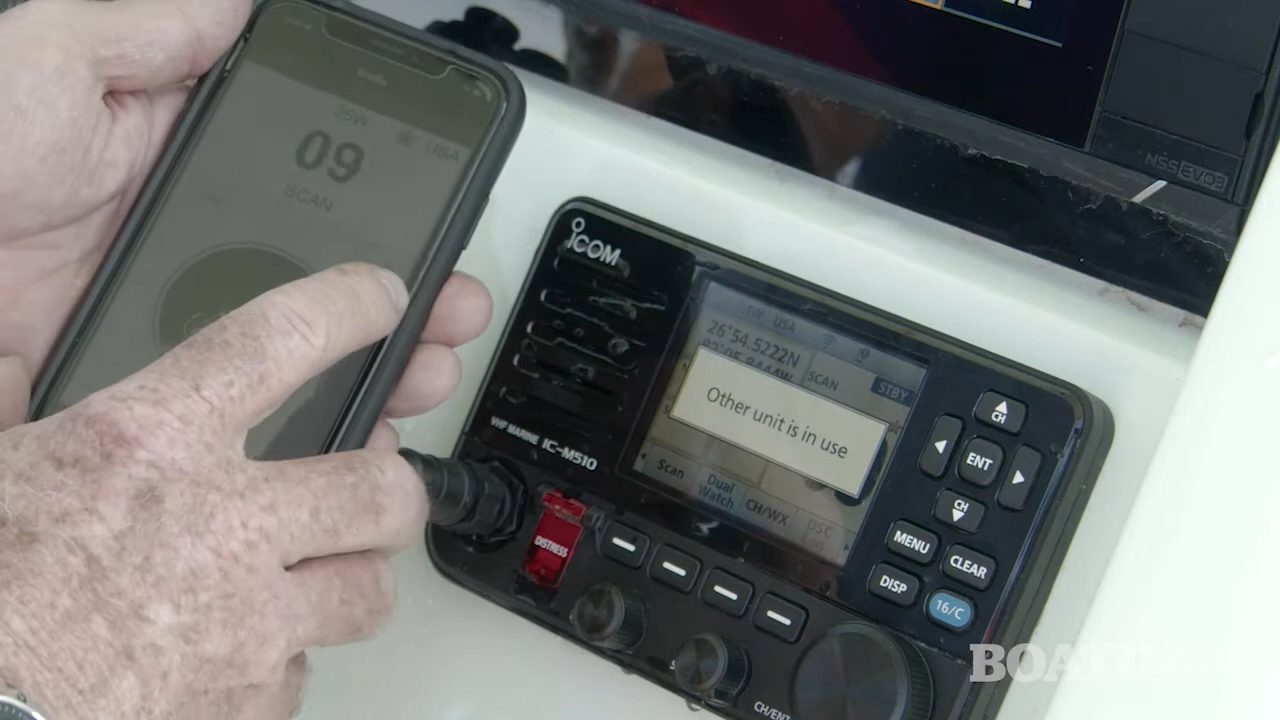 25W
USA
09
SCAN
NSS EVO3
ICOM
1W USA
26°54.5222N
SCAN
STBY
Other unit is in use
Scan
Dual
Watch
CH/WX
DSC
VHF MARINE IC-M510
DISTRESS
CH
ENT
CH
MENU
CLEAR
DISP
16/C
CH/ENT